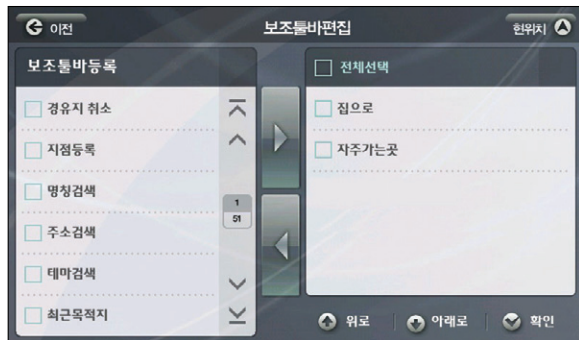 이전
보조툴바편집
현위치
보조툴바등록
경유지 취소
지점등록
명칭검색
주소검색
테마검색
최근목적지
1
51
전체선택
집으로
자주가는곳
위로
아래로
확인